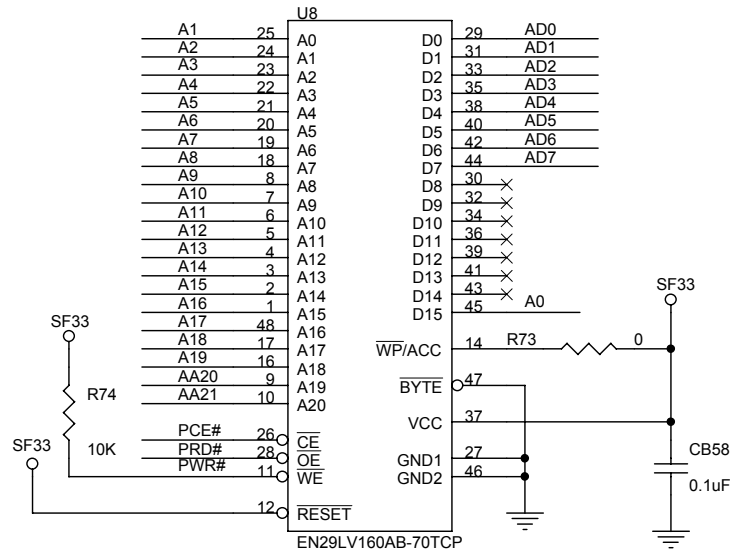 U8
A1 25 A0 D0 29 AD0
A2 24 A1 D1 31 AD1
A3 23 A2 D2 33 AD2
A4 22 A3 D3 35 AD3
A5 21 A4 D4 38 AD4
A6 20 A5 D5 40 AD5
A7 19 A6 D6 42 AD6
A8 18 A7 D7 44 AD7
A9 8 A8 D8 30
A10 7 A9 D9 32
A11 6 A10 D10 34
A12 5 A11 D11 36
A13 4 A12 D12 39
A14 3 A13 D13 41
A15 2 A14 D14 43
A16 1 A15 D15 45 A0
SF33
A17 48 A16
SF33
A18 17 A17 WP/ACC 14 R73 0
A19 16 A18
AA20 9 A19 BYTE 47
R74
AA21 10 A20
VCC 37
PCE# 26 CE
10K
SF33
PRD# 28 OE GND1 27
CB58
PWR# 11 WE GND2 46
0.1uF
12 RESET
EN29LV160AB-70TCP